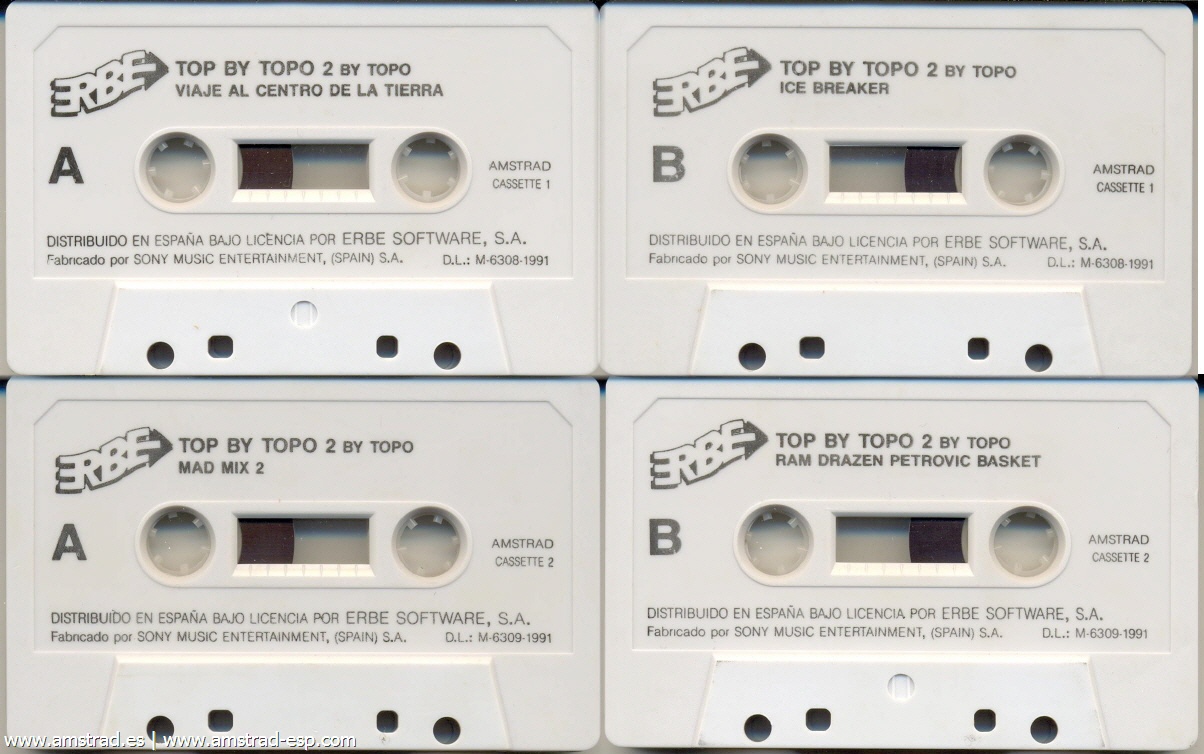 ERBE
TOP BY TOPO 2 BY TOPO
VIAJE AL CENTRO DE LA TIERRA
A
AMSTRAD
CASSETTE 1
DISTRIBUIDO EN ESPAÑA BAJO LICENCIA POR ERBE SOFTWARE, S.A.
Fabricado por SONY MUSIC ENTERTAINMENT, (SPAIN) S.A. D.L.: M-6308-1991
ERBE
TOP BY TOPO 2 BY TOPO
ICE BREAKER
B
AMSTRAD
CASSETTE 1
DISTRIBUIDO EN ESPAÑA BAJO LICENCIA POR ERBE SOFTWARE, S.A.
Fabricado por SONY MUSIC ENTERTAINMENT, (SPAIN) S.A. D.L.: M-6308-1991
ERBE
TOP BY TOPO 2 BY TOPO
MAD MIX 2
A
AMSTRAD
CASSETTE 2
DISTRIBUIDO EN ESPAÑA BAJO LICENCIA POR ERBE SOFTWARE, S.A.
Fabricado por SONY MUSIC ENTERTAINMENT, (SPAIN) S.A. D.L.: M-6309-1991
ERBE
TOP BY TOPO 2 BY TOPO
RAM DRAZEN PETROVIC BASKET
B
AMSTRAD
CASSETTE 2
DISTRIBUIDO EN ESPAÑA BAJO LICENCIA POR ERBE SOFTWARE, S.A.
Fabricado por SONY MUSIC ENTERTAINMENT, (SPAIN) S.A. D.L.: M-6309-1991
www.amstrad.es | www.amstrad-esp.com